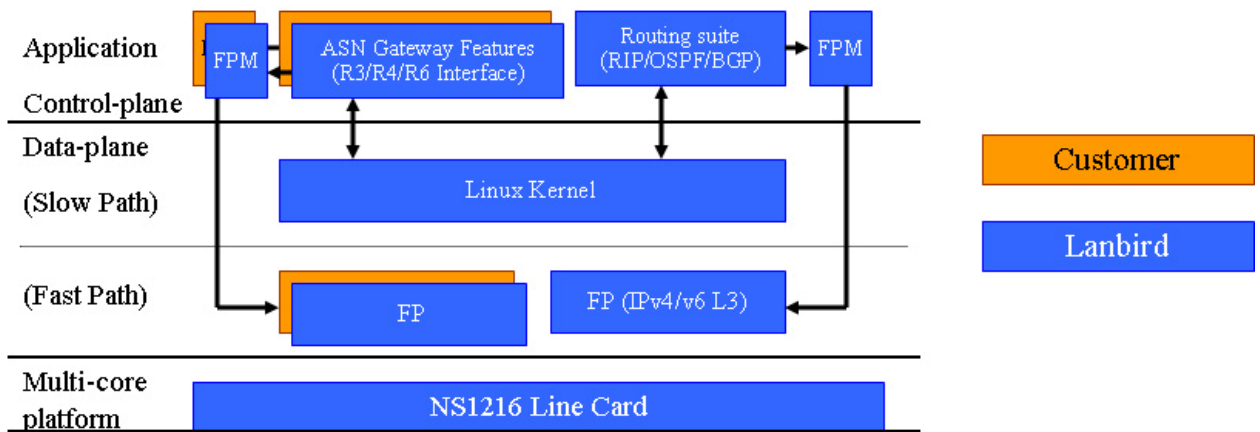 Application
Control-plane
FPM
ASN Gateway Features
(R3/R4/R6 Interface)
Routing suite
(RIP/OSPF/BGP)
FPM
Data-plane
(Slow Path)
Linux Kernel
(Fast Path)
FP
FP (IPv4/v6 L3)
Multi-core
platform
NS1216 Line Card
Customer
Lanbird